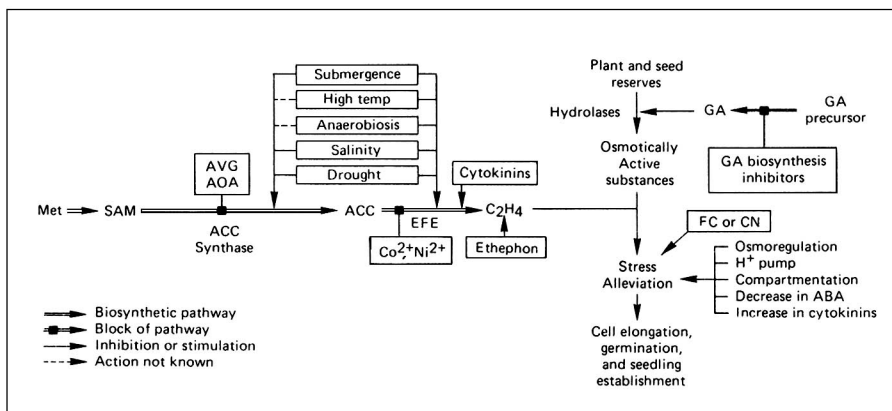 Submergence
High temp
Anaerobiosis
Salinity
Drought
AVG
AOA
Cytokinins
Met
SAM
ACC
Synthase
ACC
EFE
C2H4
Co2+, Ni2+
Ethephon
Plant and seed
reserves
Hydrolases
GA
GA
precursor
GA biosynthesis
inhibitors
Osmotically
Active
substances
FC or CN
Stress
Alleviation
Osmoregulation
H+ pump
Compartmentation
Decrease in ABA
Increase in cytokinins
Cell elongation,
germination,
and seedling
establishment
Biosynthetic pathway
Block of pathway
Inhibition or stimulation
Action not known